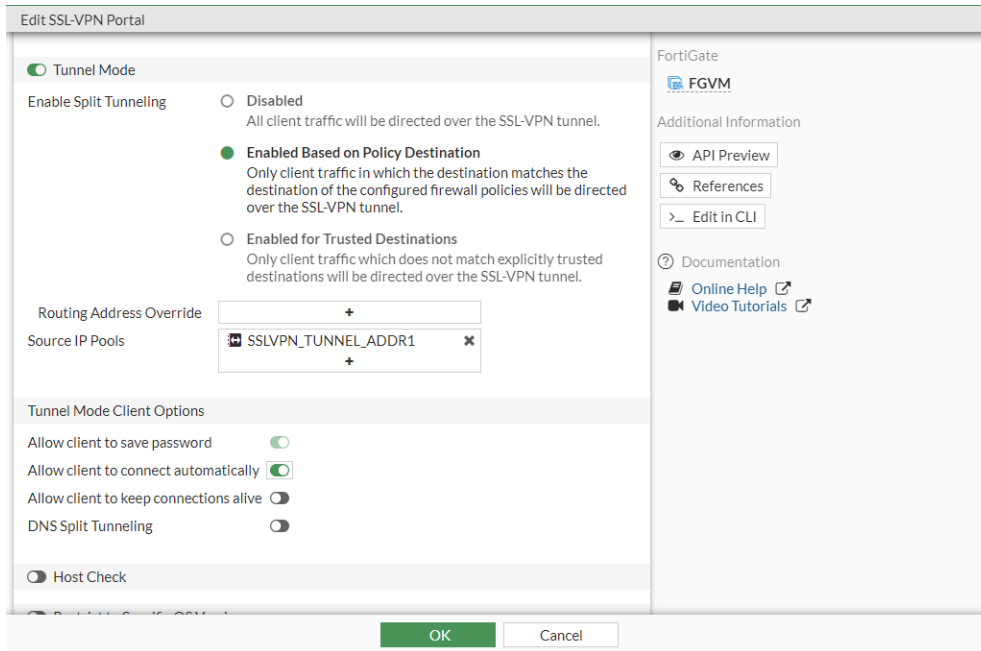 Edit SSL-VPN Portal
Tunnel Mode
Enable Split Tunneling
Disabled
All client traffic will be directed over the SSL-VPN tunnel.
Enabled Based on Policy Destination
Only client traffic in which the destination matches the
destination of the configured firewall policies will be directed
over the SSL-VPN tunnel.
Enabled for Trusted Destinations
Only client traffic which does not match explicitly trusted
destinations will be directed over the SSL-VPN tunnel.
Routing Address Override
+
Source IP Pools
SSLVPN_TUNNEL_ADDR1
+
Tunnel Mode Client Options
Allow client to save password
Allow client to connect automatically
Allow client to keep connections alive
DNS Split Tunneling
Host Check
OK
Cancel
FortiGate
FGVM
Additional Information
API Preview
References
>_ Edit in CLI
Documentation
Online Help
Video Tutorials